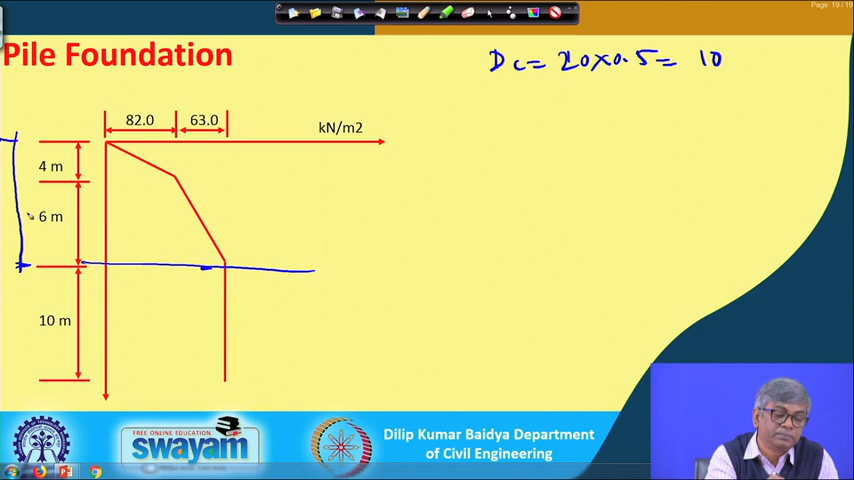 Page: 19 / 19
Pile Foundation
Dc = 20x0.5 = 10
82.0
63.0
kN/m2
4 m
6 m
10 m
FREE ONLINE EDUCATION
swayam
Dilip Kumar Baidya Department
of Civil Engineering